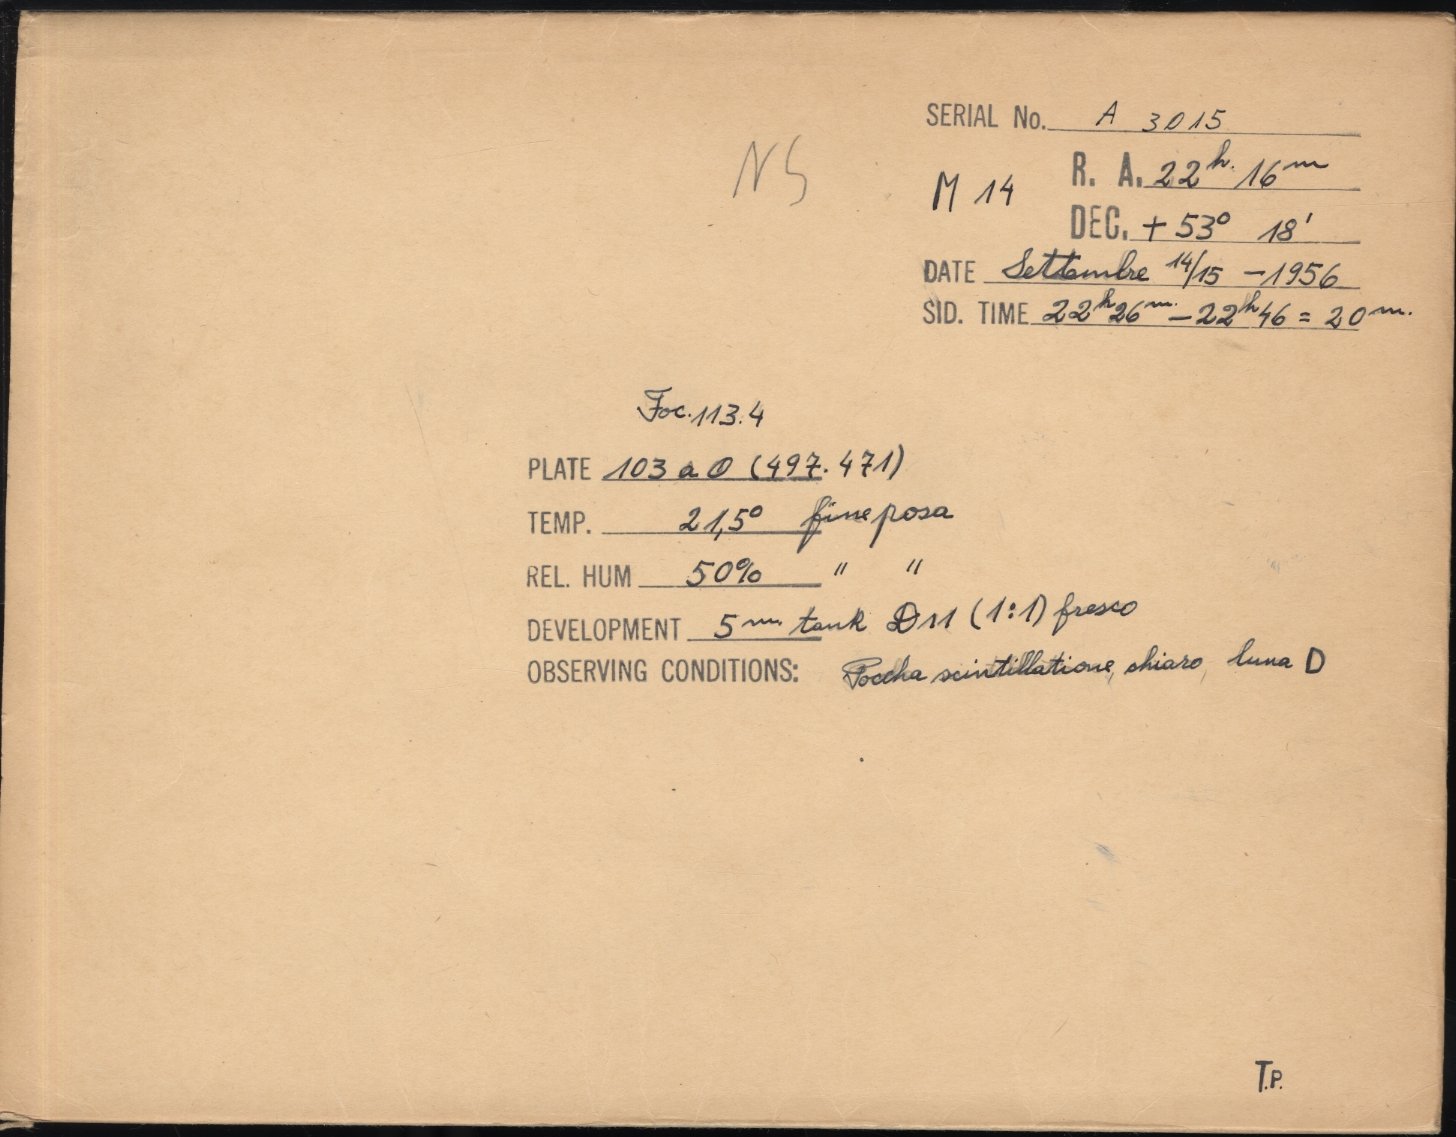 SERIAL No. A 3015
NS
M 14 R. A. 22h. 16m
DEC. + 53° 18'
DATE Settembre 14/15 - 1956
SID. TIME 22h 26m. - 22h 46 = 20m.
Foc. 113.4
PLATE 103 a O (497.471)
TEMP. 21,5° fine posa
REL. HUM 50% " "
DEVELOPMENT 5m tank D11 (1:1) fresco
OBSERVING CONDITIONS: Poccha scintillatione, chiaro, luna D
T.P.